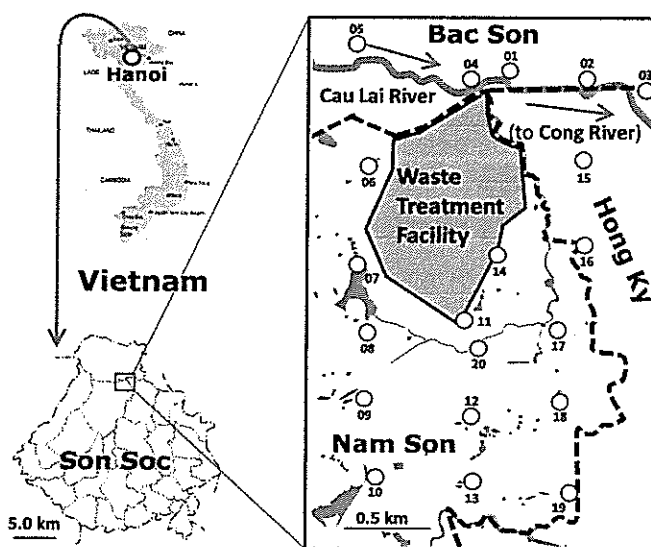 CHINA
Hanoi
LAOS
THAILAND
CAMBODIA
Vietnam
Son Soc
5.0 km
Bac Son
05
04
01
02
03
Cau Lai River
(to Cong River)
06
15
Waste
Treatment
Facility
Hong Ky
07
14
16
11
08
20
17
09
12
18
Nam Son
10
13
19
0.5 km